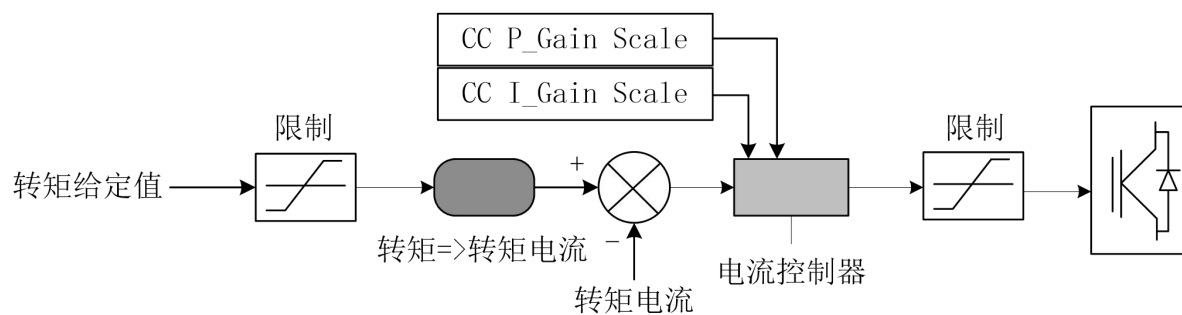 CC P_Gain Scale
CC I_Gain Scale
限制
限制
转矩给定值
+
转矩=>转矩电流
-
电流控制器
转矩电流